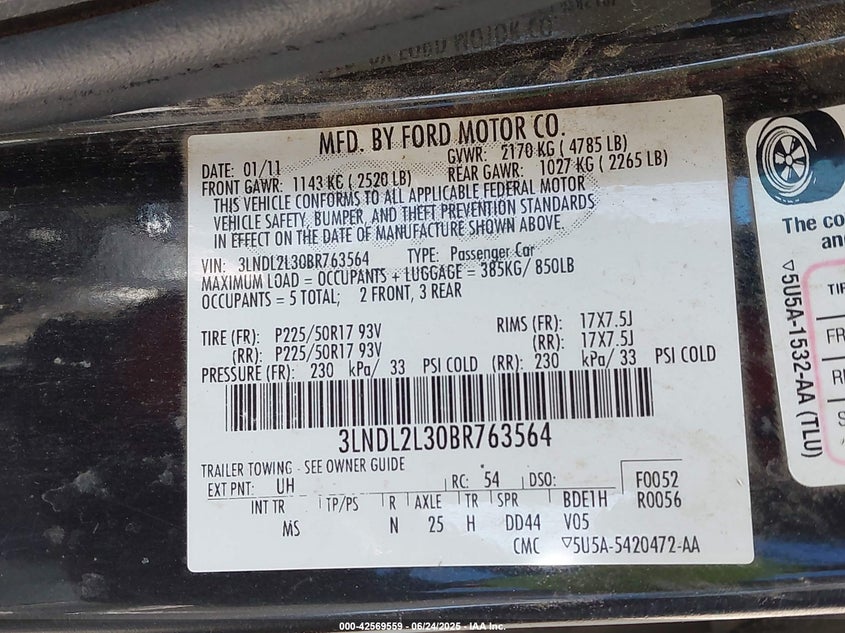 MFD. BY FORD MOTOR CO.
DATE: 01/11 GVWR: 2170 KG ( 4785 LB)
FRONT GAWR: 1143 KG ( 2520 LB) REAR GAWR: 1027 KG ( 2265 LB)
THIS VEHICLE CONFORMS TO ALL APPLICABLE FEDERAL MOTOR
VEHICLE SAFETY, BUMPER, AND THEFT PREVENTION STANDARDS
IN EFFECT ON THE DATE OF MANUFACTURE SHOWN ABOVE.
VIN: 3LNDL2L30BR763564 TYPE: Passenger Car
MAXIMUM LOAD = OCCUPANTS + LUGGAGE = 385KG/ 850LB
OCCUPANTS = 5 TOTAL; 2 FRONT, 3 REAR
TIRE (FR): P225/50R17 93V RIMS (FR): 17X7.5J
(RR): P225/50R17 93V (RR): 17X7.5J
PRESSURE (FR): 230 kPa/ 33 PSI COLD (RR): 230 kPa/ 33 PSI COLD
3LNDL2L30BR763564
TRAILER TOWING - SEE OWNER GUIDE
EXT PNT: UH RC: 54 DSO: F0052
INT TR TP/PS R AXLE TR SPR BDE1H R0056
MS N 25 H DD44 V05
CMC ▽5U5A-5420472-AA
The co
an
▽5U5A-1532-AA (TLU)
TIR
FR
RE
S
000-42569559 - 06/24/2025 - IAA Inc.